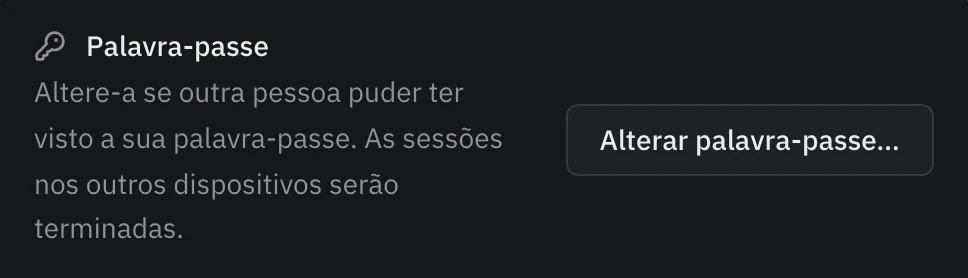 Palavra-passe
Altere-a se outra pessoa puder ter
visto a sua palavra-passe. As sessões
nos outros dispositivos serão
terminadas.
Alterar palavra-passe...